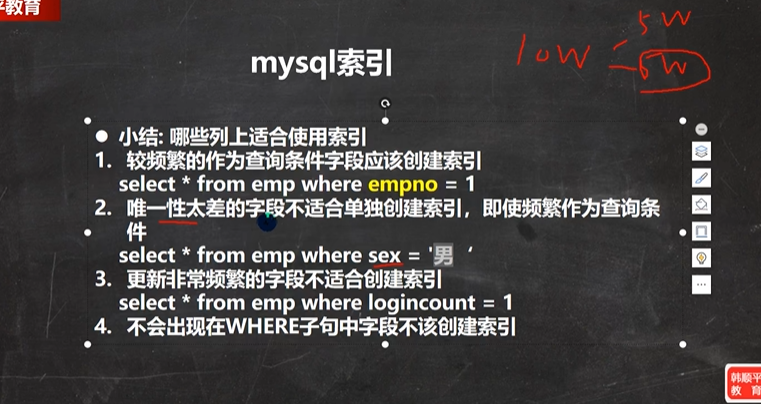 平教育
mysql索引
10W
5W
5W
● 小结: 哪些列上适合使用索引
1. 较频繁的作为查询条件字段应该创建索引
select * from emp where empno = 1
2. 唯一性太差的字段不适合单独创建索引，即使频繁作为查询条
件
select * from emp where sex = '男 ‘
3. 更新非常频繁的字段不适合创建索引
select * from emp where logincount = 1
4. 不会出现在WHERE子句中字段不该创建索引
韩顺平
教 育